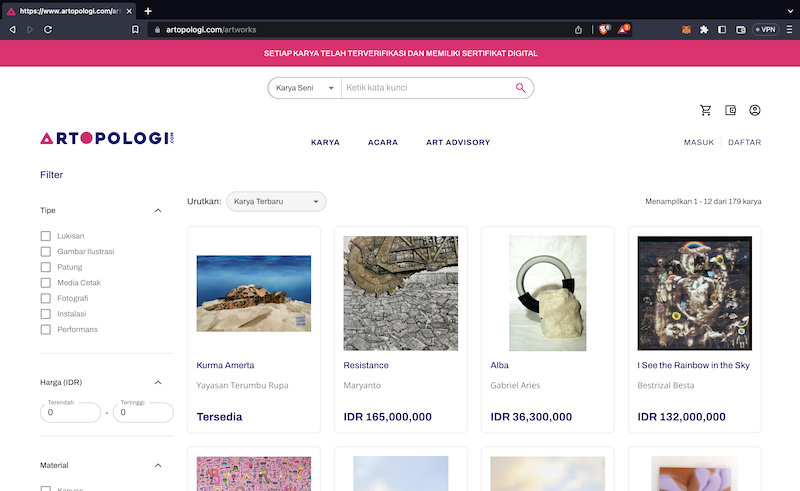 https://www.artopologi.com/art
artopologi.com/artworks
VPN
SETIAP KARYA TELAH TERVERIFIKASI DAN MEMILIKI SERTIFIKAT DIGITAL
Karya Seni
Ketik kata kunci
ARTOPOLOGI.COM
KARYA
ACARA
ART ADVISORY
MASUK
DAFTAR
Filter
Urutkan:
Karya Terbaru
Menampilkan 1 - 12 dari 179 karya
Tipe
Lukisan
Gambar Ilustrasi
Patung
Media Cetak
Fotografi
Instalasi
Performans
Harga (IDR)
Terendah
0
-
Tertinggi
0
Material
Kanvas
Kurma Amerta
Yayasan Terumbu Rupa
Tersedia
Resistance
Maryanto
IDR 165,000,000
Alba
Gabriel Aries
IDR 36,300,000
I See the Rainbow in the Sky
Bestrizal Besta
IDR 132,000,000